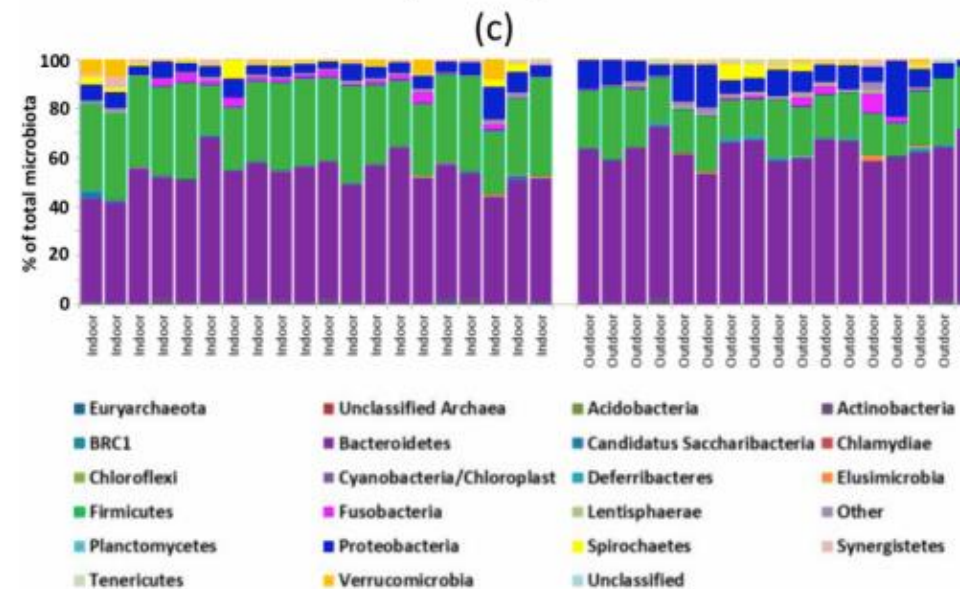 (c)
% of total microbiota
100
80
60
40
20
0
Indoor Indoor Indoor Indoor Indoor Indoor Indoor Indoor Indoor Indoor Indoor Indoor Indoor Indoor Indoor Indoor Indoor Indoor Indoor Indoor Outdoor Outdoor Outdoor Outdoor Outdoor Outdoor Outdoor Outdoor Outdoor Outdoor Outdoor Outdoor Outdoor Outdoor Outdoor Outdoor
Euryarchaeota Unclassified Archaea Acidobacteria Actinobacteria
BRC1 Bacteroidetes Candidatus Saccharibacteria Chlamydiae
Chloroflexi Cyanobacteria/Chloroplast Deferribacteres Elusimicrobia
Firmicutes Fusobacteria Lentisphaerae Other
Planctomycetes Proteobacteria Spirochaetes Synergistetes
Tenericutes Verrucomicrobia Unclassified